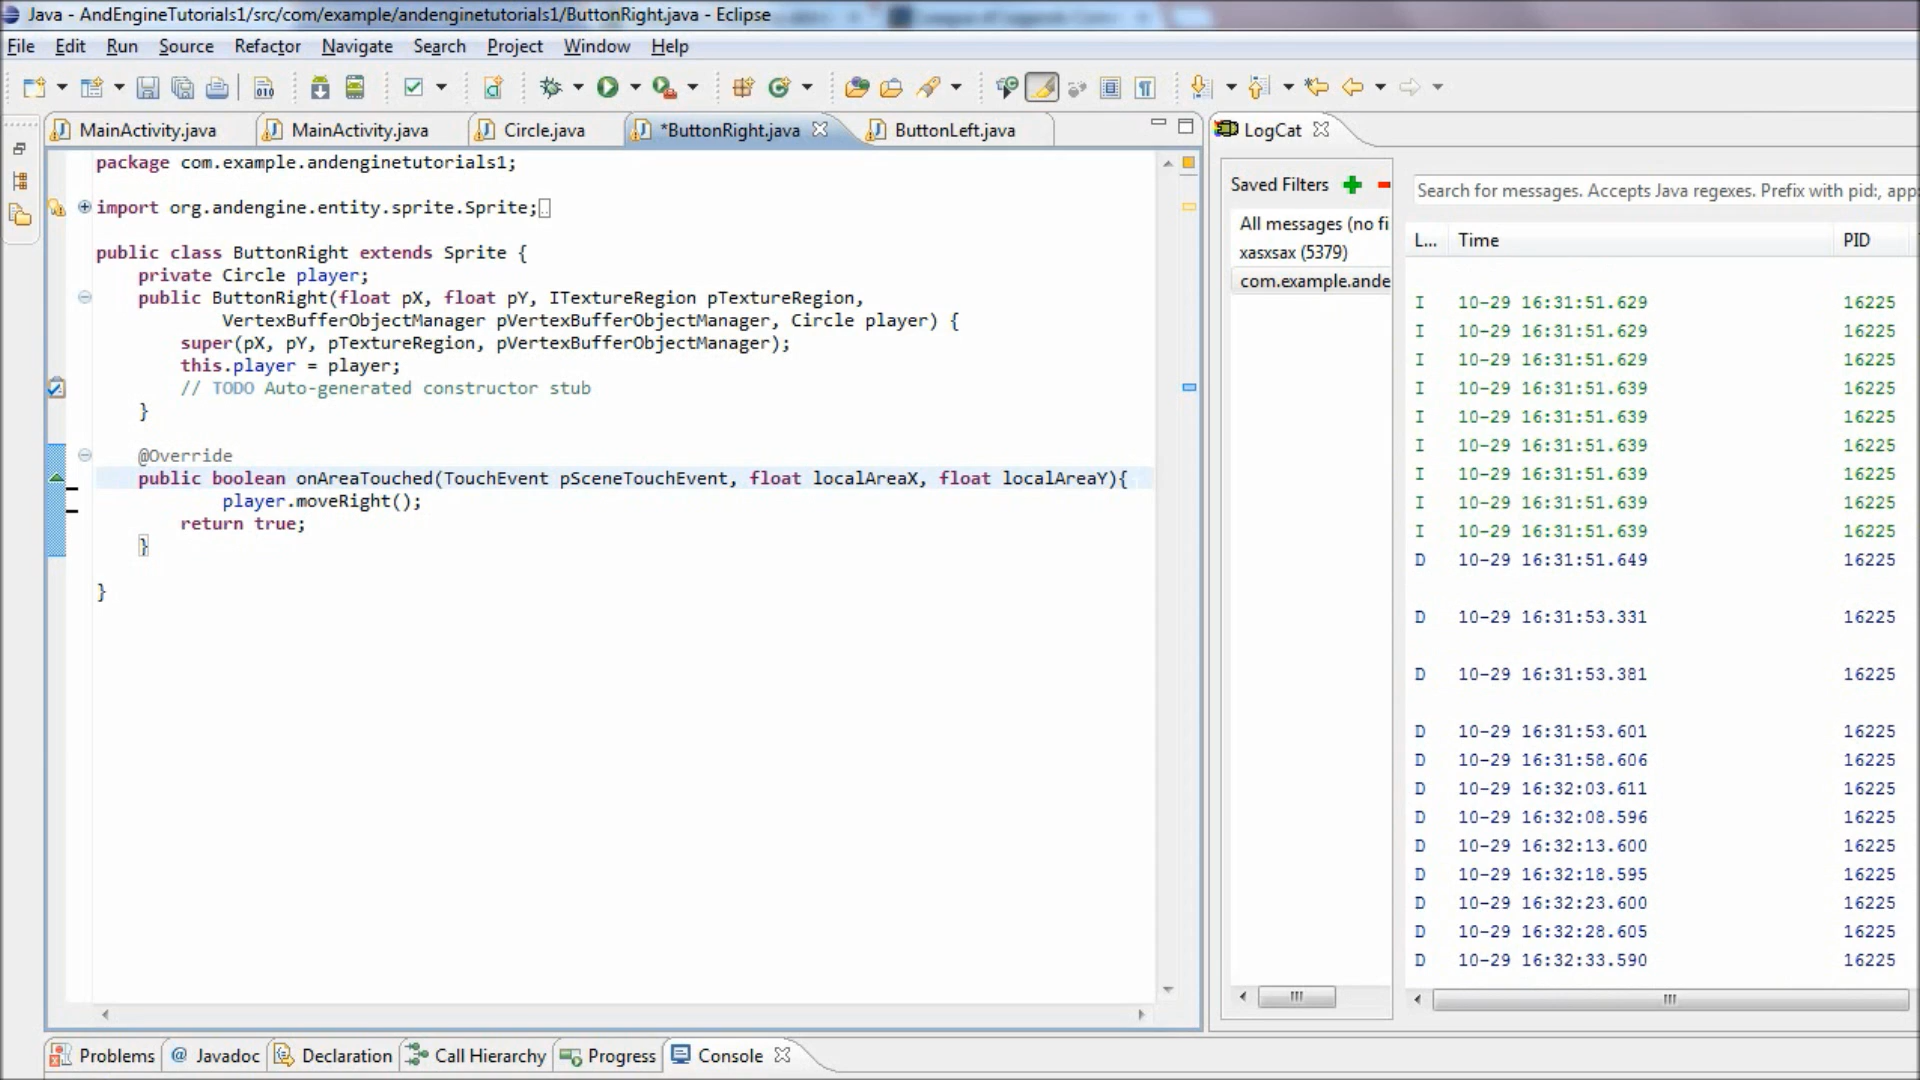 Java - AndEngineTutorials1/src/com/example/andenginetutorials1/ButtonRight.java - Eclipse
File Edit Run Source Refactor Navigate Search Project Window Help
MainActivity.java MainActivity.java Circle.java *ButtonRight.java ButtonLeft.java
package com.example.andenginetutorials1;
import org.andengine.entity.sprite.Sprite;
public class ButtonRight extends Sprite {
private Circle player;
public ButtonRight(float pX, float pY, ITextureRegion pTextureRegion,
VertexBufferObjectManager pVertexBufferObjectManager, Circle player) {
super(pX, pY, pTextureRegion, pVertexBufferObjectManager);
this.player = player;
// TODO Auto-generated constructor stub
}
@Override
public boolean onAreaTouched(TouchEvent pSceneTouchEvent, float localAreaX, float localAreaY){
player.moveRight();
return true;
}
}
LogCat
Saved Filters
All messages (no fi
xasxsax (5379)
com.example.ande
Search for messages. Accepts Java regexes. Prefix with pid:, app
L... Time PID
I 10-29 16:31:51.629 16225
I 10-29 16:31:51.629 16225
I 10-29 16:31:51.629 16225
I 10-29 16:31:51.639 16225
I 10-29 16:31:51.639 16225
I 10-29 16:31:51.639 16225
I 10-29 16:31:51.639 16225
I 10-29 16:31:51.639 16225
I 10-29 16:31:51.639 16225
D 10-29 16:31:51.649 16225
D 10-29 16:31:53.331 16225
D 10-29 16:31:53.381 16225
D 10-29 16:31:53.601 16225
D 10-29 16:31:58.606 16225
D 10-29 16:32:03.611 16225
D 10-29 16:32:08.596 16225
D 10-29 16:32:13.600 16225
D 10-29 16:32:18.595 16225
D 10-29 16:32:23.600 16225
D 10-29 16:32:28.605 16225
D 10-29 16:32:33.590 16225
Problems Javadoc Declaration Call Hierarchy Progress Console